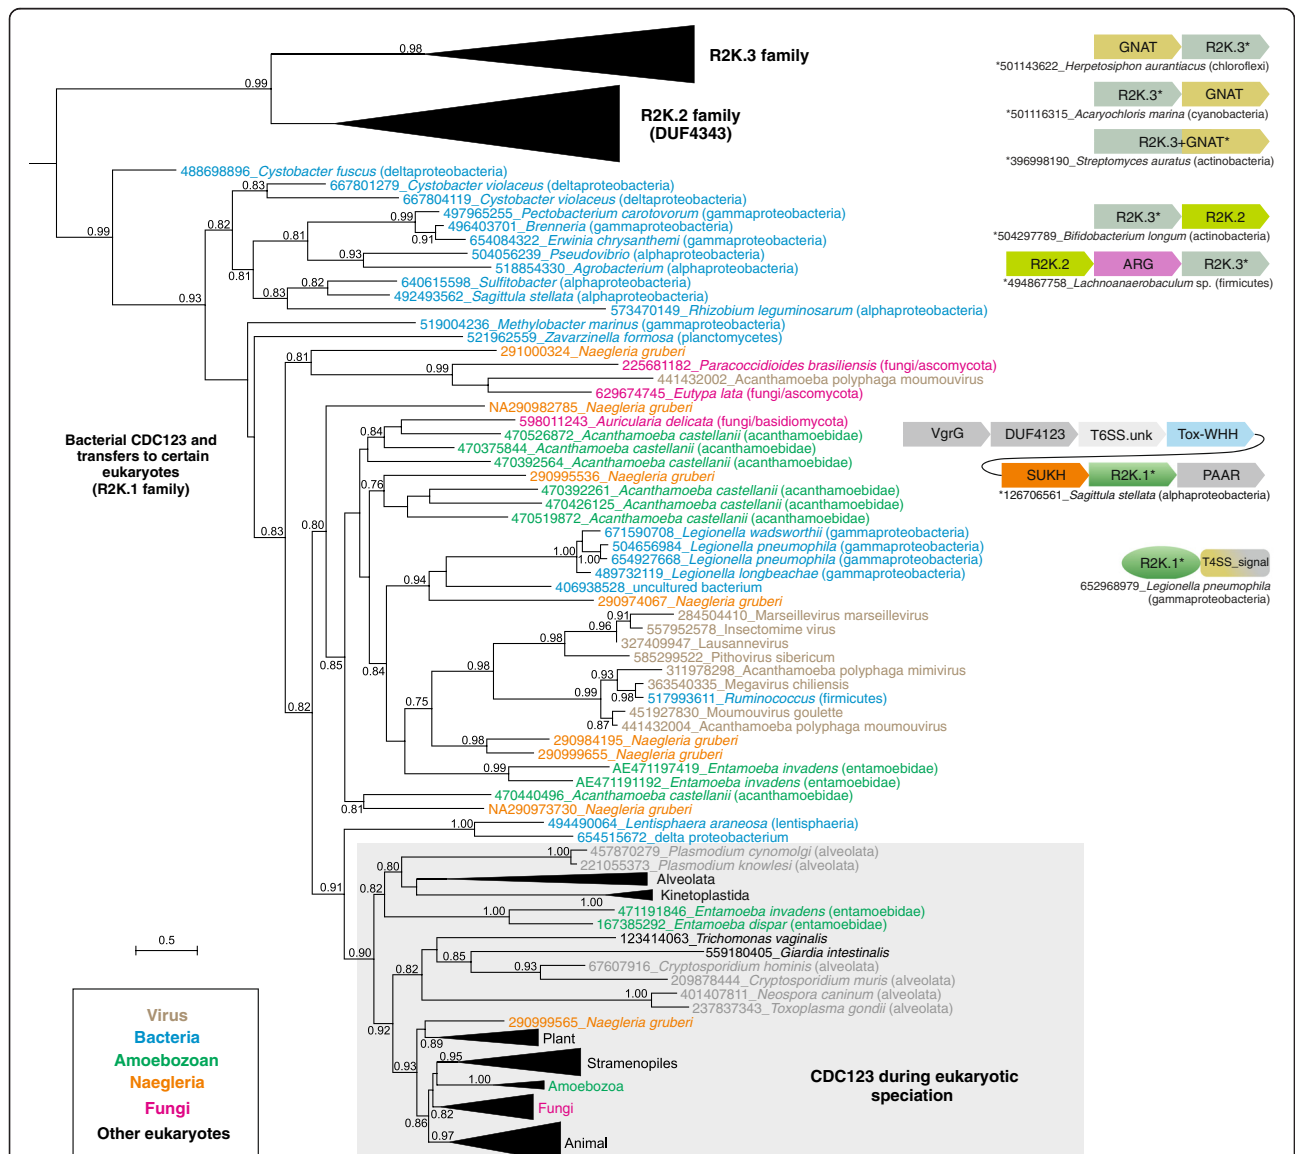 0.98
R2K.3 family
0.99
R2K.2 family
(DUF4343)
488698896_Cystobacter fuscus (deltaproteobacteria)
0.83
667801279_Cystobacter violaceus (deltaproteobacteria)
667804119_Cystobacter violaceus (deltaproteobacteria)
0.82
0.99
497965255_Pectobacterium carotovorum (gammaproteobacteria)
496403701_Brenneria (gammaproteobacteria)
0.99
0.81
0.91
654084322_Erwinia chrysanthemi (gammaproteobacteria)
0.93
504056239_Pseudovibrio (alphaproteobacteria)
518854330_Agrobacterium (alphaproteobacteria)
0.81
0.82
640615598_Sulfitobacter (alphaproteobacteria)
0.83
492493562_Sagittula stellata (alphaproteobacteria)
0.93
573470149_Rhizobium leguminosarum (alphaproteobacteria)
519004236_Methylobacter marinus (gammaproteobacteria)
521962559_Zavarzinella formosa (planctomycetes)
0.81
291000324_Naegleria gruberi
0.99
225681182_Paracoccidioides brasiliensis (fungi/ascomycota)
441432002_Acanthamoeba polyphaga moumouvirus
629674745_Eutypa lata (fungi/ascomycota)
NA290982785_Naegleria gruberi
598011243_Auricularia delicata (fungi/basidiomycota)
0.84
470526872_Acanthamoeba castellanii (acanthamoebidae)
470375844_Acanthamoeba castellanii (acanthamoebidae)
470392564_Acanthamoeba castellanii (acanthamoebidae)
Bacterial CDC123 and
transfers to certain
eukaryotes
(R2K.1 family)
290995536_Naegleria gruberi
0.76
470392261_Acanthamoeba castellanii (acanthamoebidae)
470426125_Acanthamoeba castellanii (acanthamoebidae)
470519872_Acanthamoeba castellanii (acanthamoebidae)
0.83
0.80
671590708_Legionella wadsworthii (gammaproteobacteria)
504656984_Legionella pneumophila (gammaproteobacteria)
1.00
1.00
654927668_Legionella pneumophila (gammaproteobacteria)
489732119_Legionella longbeachae (gammaproteobacteria)
0.94
406938528_uncultured bacterium
290974067_Naegleria gruberi
0.91
284504410_Marseillevirus marseillevirus
0.96
557952578_Insectomime virus
0.98
327409947_Lausannevirus
585299522_Pithovirus sibericum
0.85
0.84
0.98
0.93
311978298_Acanthamoeba polyphaga mimivirus
363540335_Megavirus chiliensis
0.99
0.98
517993611_Ruminococcus (firmicutes)
0.82
0.75
451927830_Moumouvirus goulette
0.87
441432004_Acanthamoeba polyphaga moumouvirus
0.98
290984195_Naegleria gruberi
290999655_Naegleria gruberi
0.99
AE471197419_Entamoeba invadens (entamoebidae)
AE471191192_Entamoeba invadens (entamoebidae)
470440496_Acanthamoeba castellanii (acanthamoebidae)
0.81
NA290973730_Naegleria gruberi
1.00
494490064_Lentisphaera araneosa (lentisphaeria)
654515672_delta proteobacterium
1.00
457870279_Plasmodium cynomolgi (alveolata)
0.80
221055373_Plasmodium knowlesi (alveolata)
Alveolata
0.91
0.82
Kinetoplastida
1.00
1.00
471191846_Entamoeba invadens (entamoebidae)
167385292_Entamoeba dispar (entamoebidae)
123414063_Trichomonas vaginalis
0.90
0.85
559180405_Giardia intestinalis
0.82
0.93
67607916_Cryptosporidium hominis (alveolata)
209878444_Cryptosporidium muris (alveolata)
1.00
401407811_Neospora caninum (alveolata)
237837343_Toxoplasma gondii (alveolata)
0.92
290999565_Naegleria gruberi
0.89
Plant
0.95
Stramenopiles
0.93
1.00
Amoebozoa
0.82
Fungi
0.86
0.97
Animal
CDC123 during eukaryotic
speciation
0.5
Virus
Bacteria
Amoebozoan
Naegleria
Fungi
Other eukaryotes
GNAT R2K.3*
*501143622_Herpetosiphon aurantiacus (chloroflexi)
R2K.3* GNAT
*501116315_Acaryochloris marina (cyanobacteria)
R2K.3+GNAT*
*396998190_Streptomyces auratus (actinobacteria)
R2K.3* R2K.2
*504297789_Bifidobacterium longum (actinobacteria)
R2K.2 ARG R2K.3*
*494867758_Lachnoanaerobaculum sp. (firmicutes)
VgrG DUF4123 T6SS.unk Tox-WHH
SUKH R2K.1* PAAR
*126706561_Sagittula stellata (alphaproteobacteria)
R2K.1* T4SS_signal
652968979_Legionella pneumophila
(gammaproteobacteria)